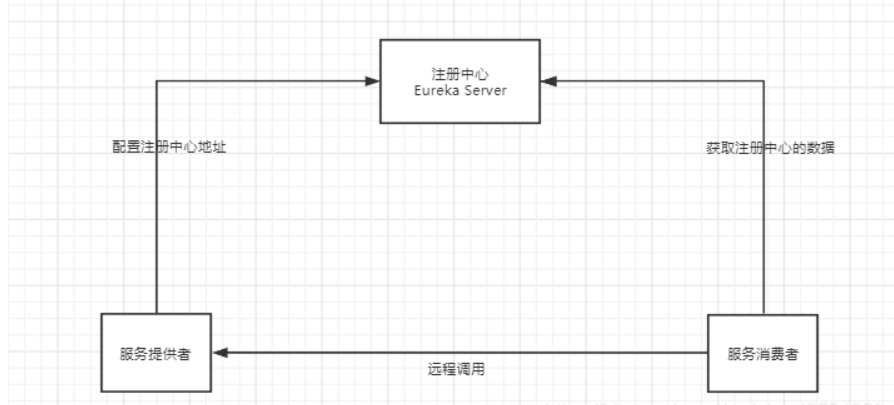 注册中心
Eureka Server
配置注册中心地址
获取注册中心的数据
服务提供者
服务消费者
远程调用